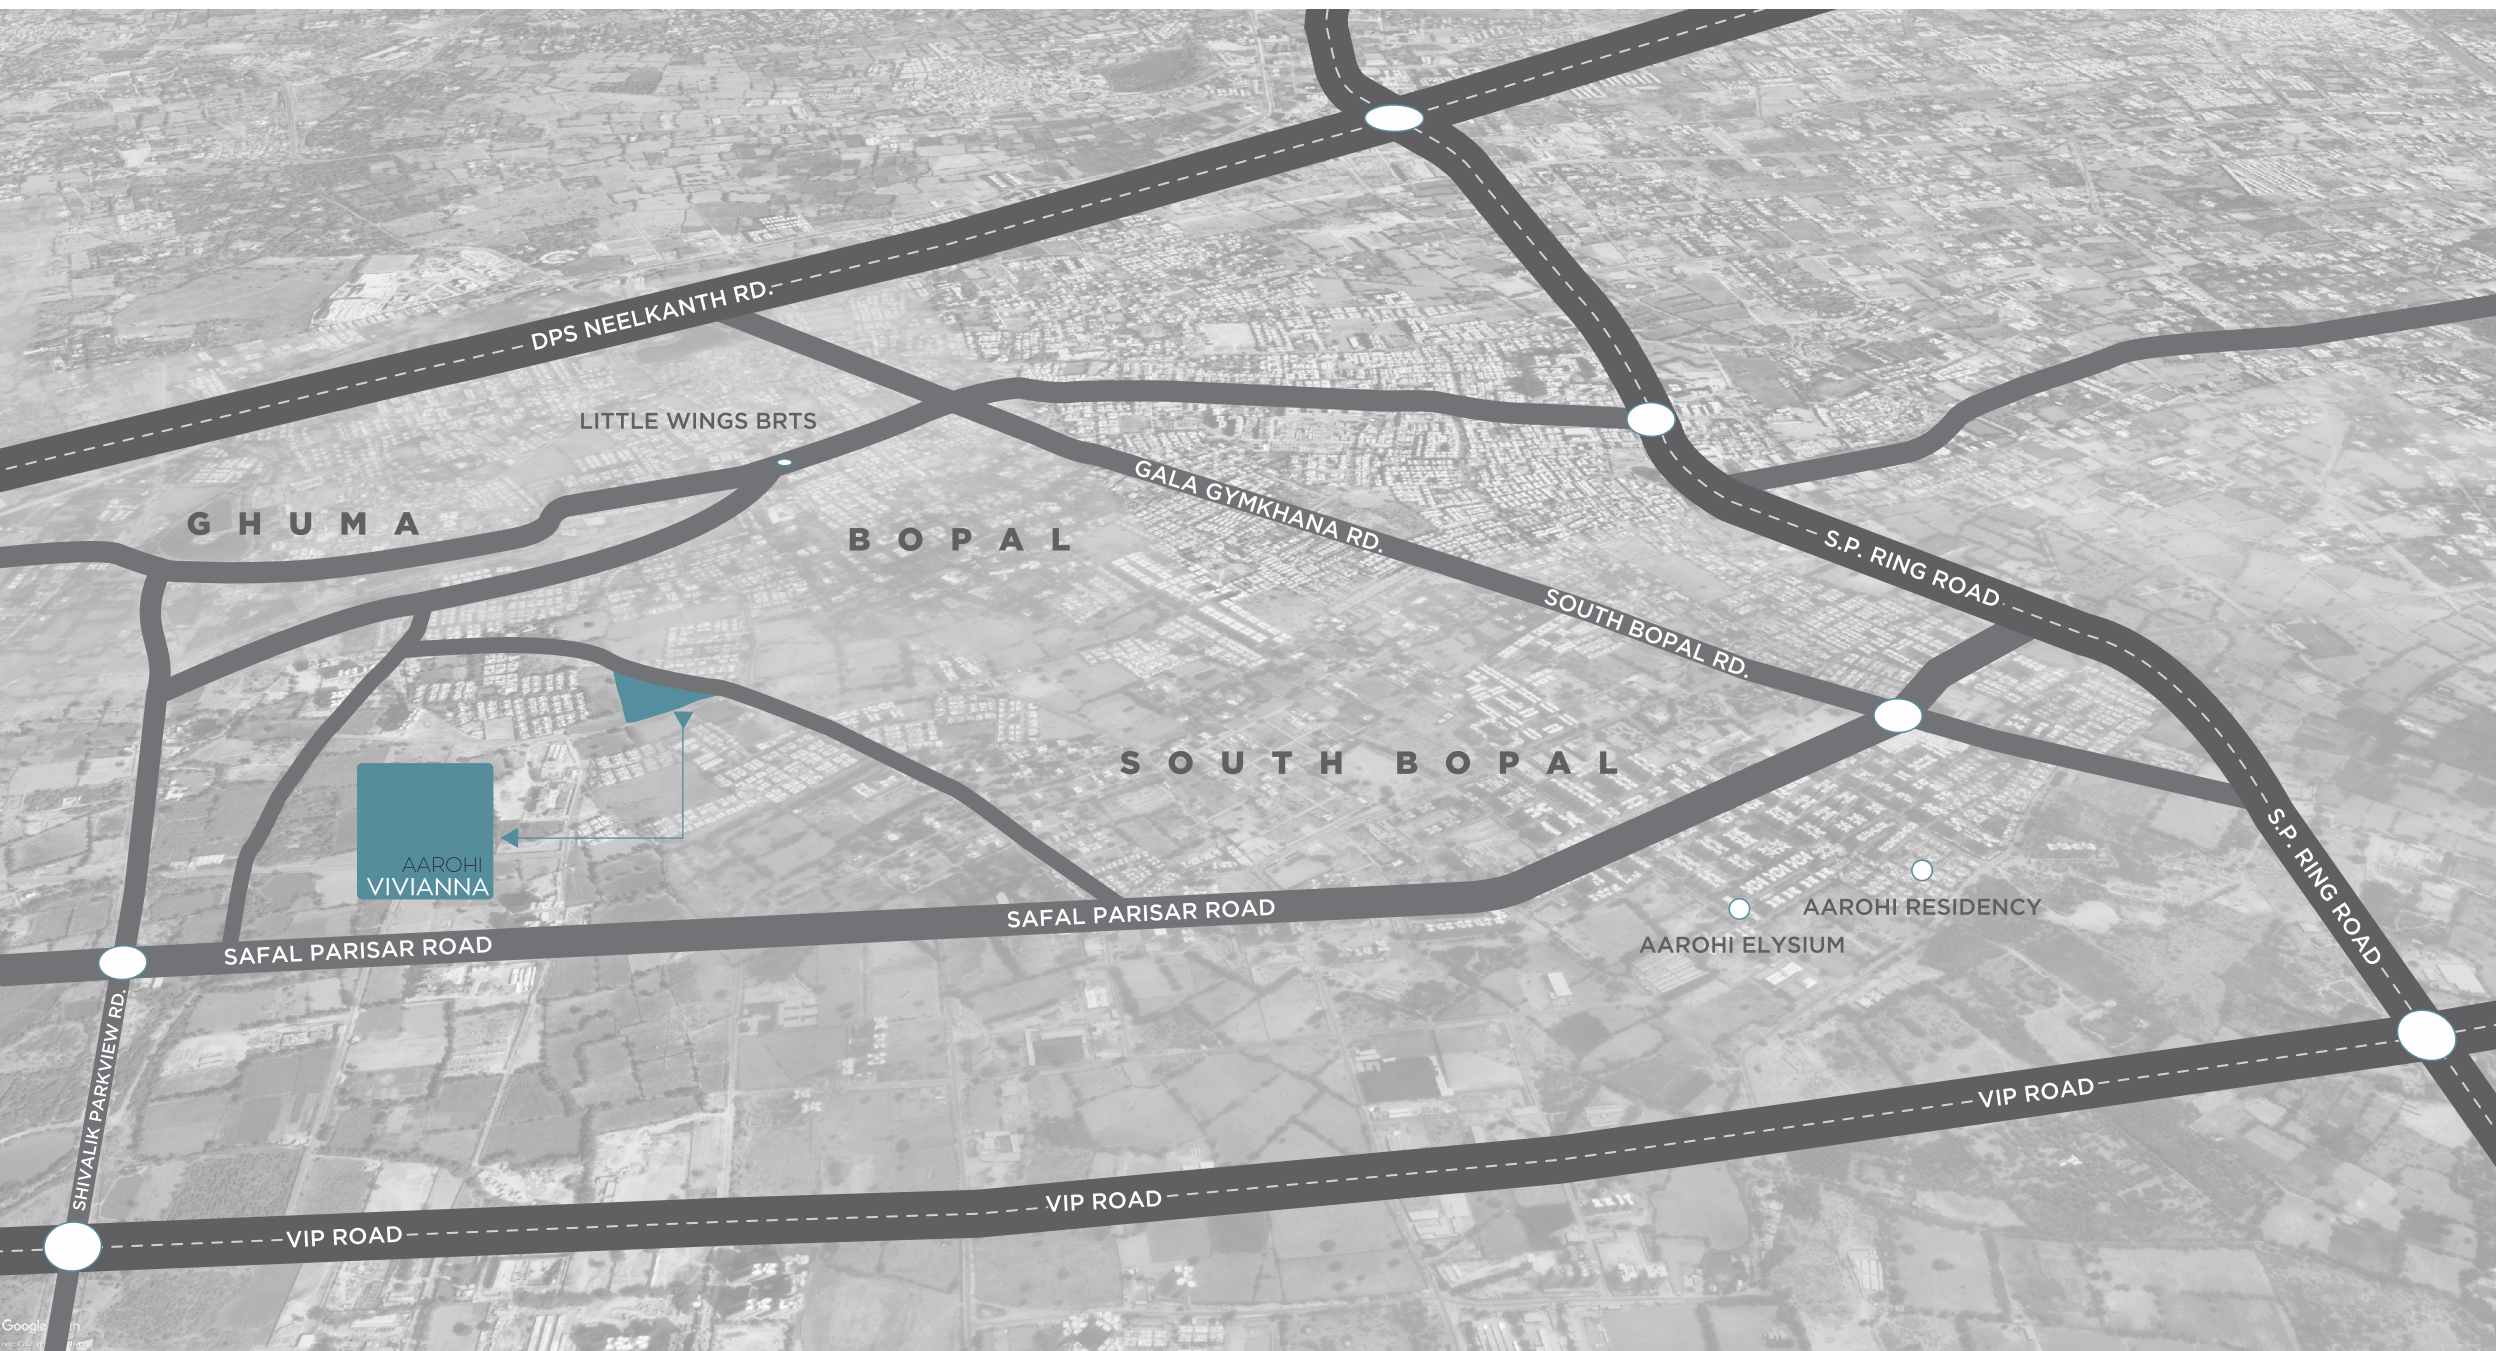 DPS NEELKANTH RD.
LITTLE WINGS BRTS
GHUMA
BOPAL
GALA GYMKHANA RD.
S.P. RING ROAD
SOUTH BOPAL RD.
SOUTH BOPAL
AAROHI
VIVIANNA
S.P. RING ROAD
AAROHI RESIDENCY
AAROHI ELYSIUM
SAFAL PARISAR ROAD
SAFAL PARISAR ROAD
SHIVALIK PARKVIEW RD.
VIP ROAD
VIP ROAD
VIP ROAD
Google